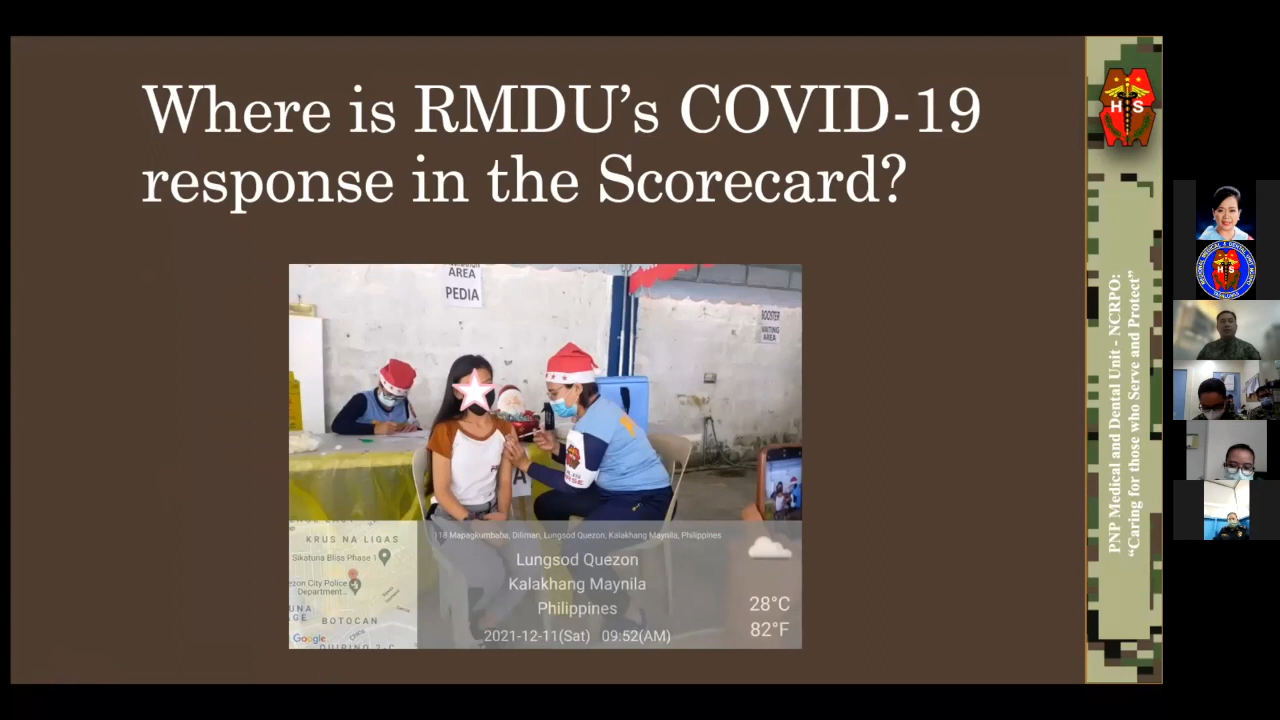 Where is RMDU's COVID-19
response in the Scorecard?
AREA
PEDIA
BOOSTER
WAITING
AREA
118 Mapagkumbaba, Diliman, Lungsod Quezon, Kalakhang Maynila, Philippines
Lungsod Quezon
Kalakhang Maynila
Philippines
2021-12-11(Sat) 09:52(AM)
28°C
82°F
KRUS NA LIGAS
Sikatuna Bliss Phase 1
ezon City Police
Department...
UNA
GE
BOTOCAN
Google
H S
PNP Medical and Dental Unit - NCRPO:
“Caring for those who Serve and Protect”
H S